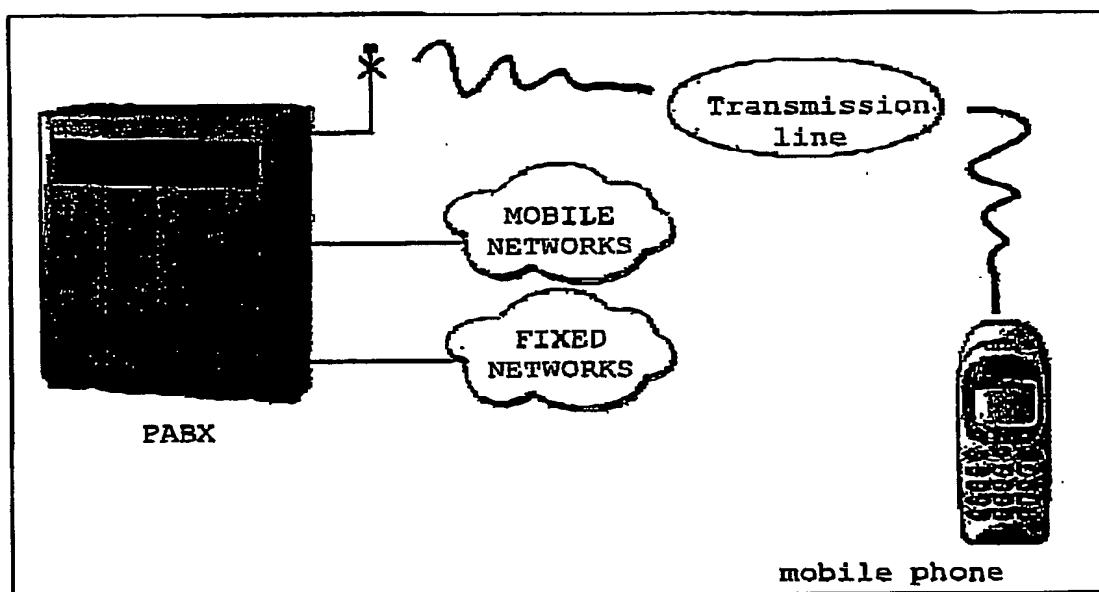 Transmission
line
MOBILE
NETWORKS
FIXED
NETWORKS
PABX
mobile phone